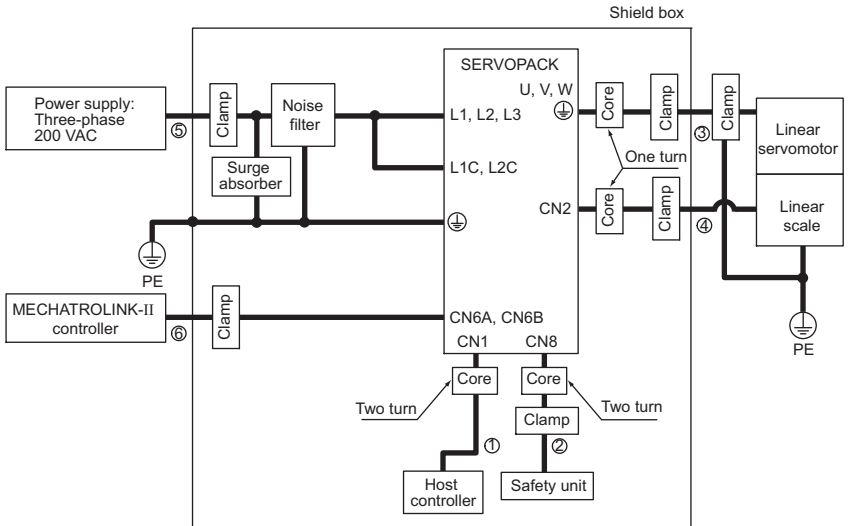 Shield box
SERVOPACK
U, V, W
Power supply:
Three-phase
200 VAC
⑤
Clamp
Noise
filter
L1, L2, L3
Core
Clamp
③
Clamp
Linear
servomotor
Surge
absorber
L1C, L2C
One turn
CN2
Core
Clamp
④
Linear
scale
PE
MECHATROLINK-II
controller
⑥
Clamp
CN6A, CN6B
CN1
CN8
PE
Core
Core
Two turn
Two turn
Clamp
①
②
Host
controller
Safety unit